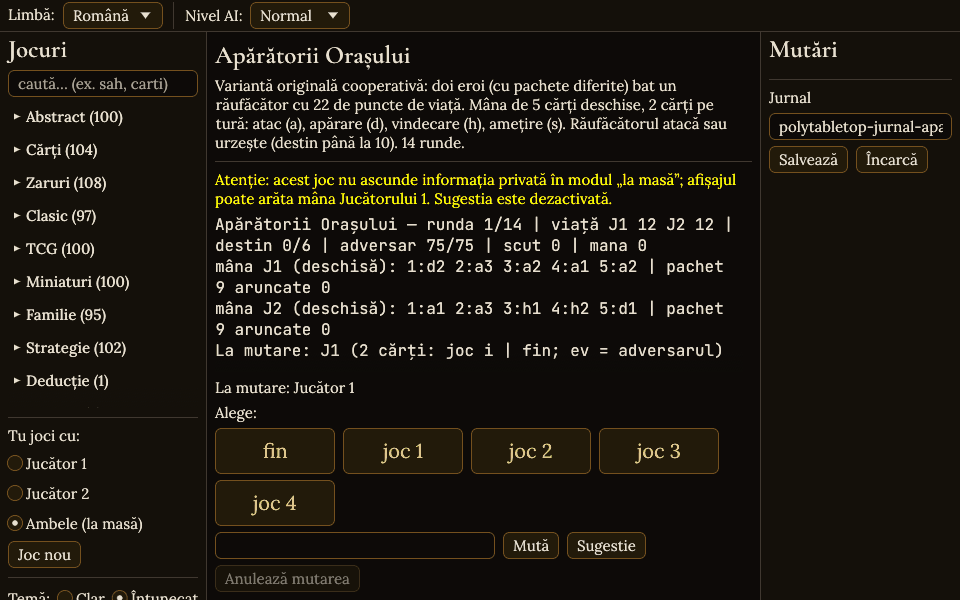 Limbă: Română Nivel AI: Normal
Jocuri
caută... (ex. sah, carti)
Abstract (100)
Cărți (104)
Zaruri (108)
Clasic (97)
TCG (100)
Miniaturi (100)
Familie (95)
Strategie (102)
Deducție (1)
Tu joci cu:
Jucător 1
Jucător 2
Ambele (la masă)
Joc nou
Temă: Clar Întunecat
Apărătorii Orașului
Variantă originală cooperativă: doi eroi (cu pachete diferite) bat un
răufăcător cu 22 de puncte de viață. Mâna de 5 cărți deschise, 2 cărți pe
tură: atac (a), apărare (d), vindecare (h), amețire (s). Răufăcătorul atacă sau
urzește (destin până la 10). 14 runde.
Atenție: acest joc nu ascunde informația privată în modul „la masă”; afișajul
poate arăta mâna Jucătorului 1. Sugestia este dezactivată.
Apărătorii Orașului — runda 1/14 | viață J1 12 J2 12 |
destin 0/6 | adversar 75/75 | scut 0 | mana 0
mâna J1 (deschisă): 1:d2 2:a3 3:a2 4:a1 5:a2 | pachet
9 aruncate 0
mâna J2 (deschisă): 1:a1 2:a3 3:h1 4:h2 5:d1 | pachet
9 aruncate 0
La mutare: J1 (2 cărți: joc i | fin; ev = adversarul)
La mutare: Jucător 1
Alege:
fin
joc 1
joc 2
joc 3
joc 4
Mută
Sugestie
Anulează mutarea
Mutări
Jurnal
polytabletop-jurnal-apa
Salvează
Încarcă